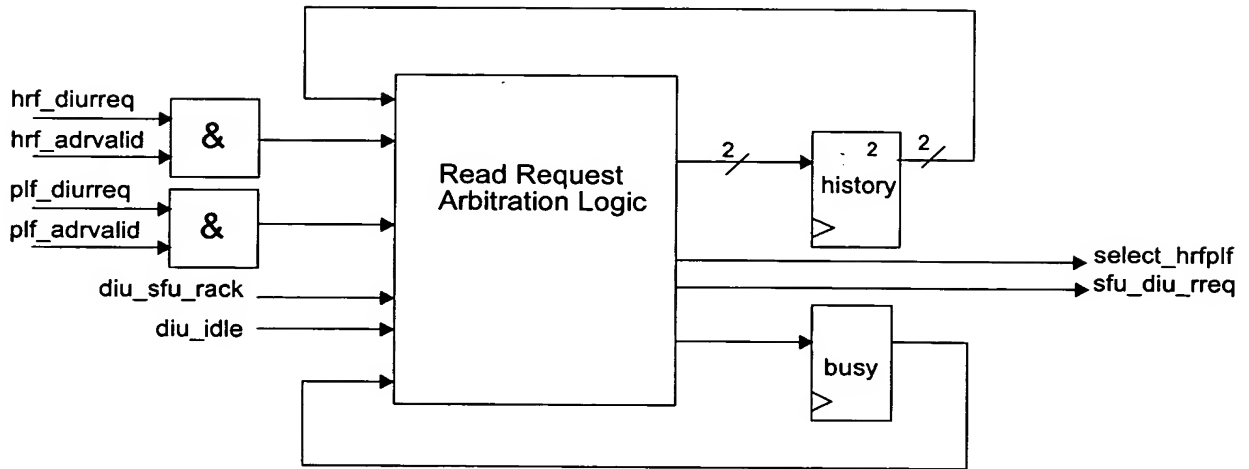 hrf_diurreq
hrf_adrvalid
&
plf_diurreq
plf_adrvalid
&
diu_sfu_rack
diu_idle
Read Request
Arbitration Logic
2
2
2
history
select_hrfplf
sfu_diu_rreq
busy